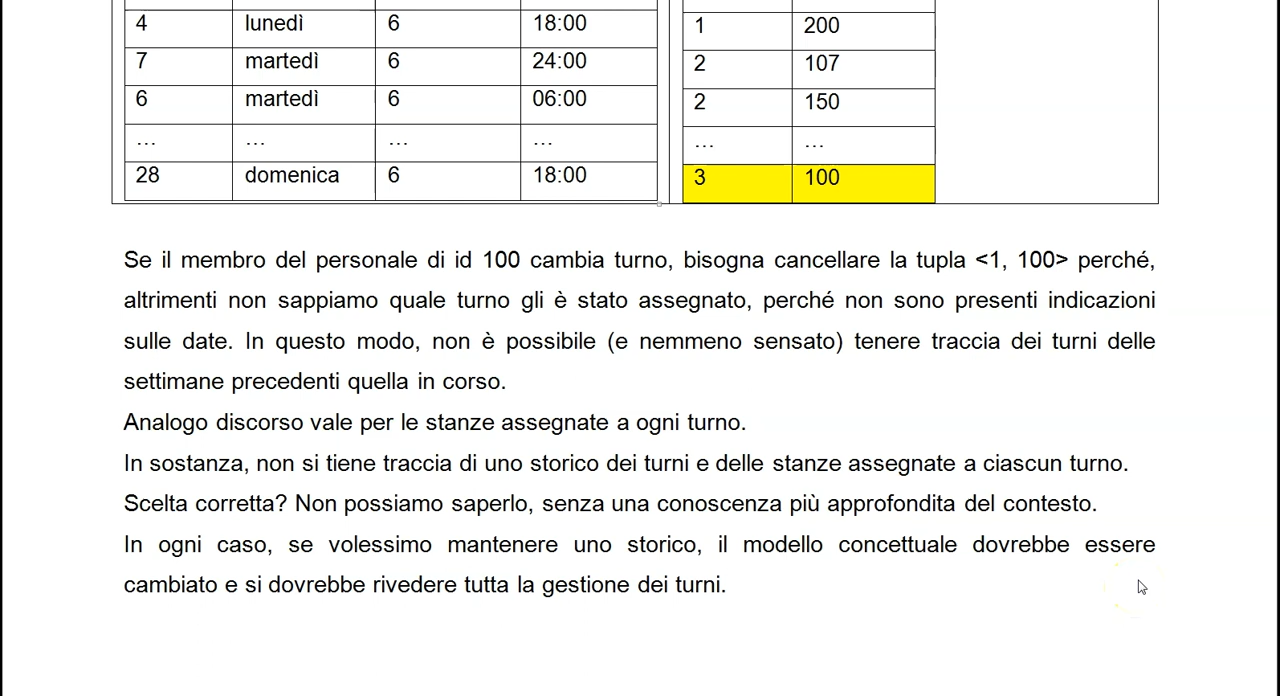 4 lunedì 6 18:00
7 martedì 6 24:00
6 martedì 6 06:00
... ... ... ...
28 domenica 6 18:00
1 200
2 107
2 150
... ...
3 100
Se il membro del personale di id 100 cambia turno, bisogna cancellare la tupla <1, 100> perché,
altrimenti non sappiamo quale turno gli è stato assegnato, perché non sono presenti indicazioni
sulle date. In questo modo, non è possibile (e nemmeno sensato) tenere traccia dei turni delle
settimane precedenti quella in corso.
Analogo discorso vale per le stanze assegnate a ogni turno.
In sostanza, non si tiene traccia di uno storico dei turni e delle stanze assegnate a ciascun turno.
Scelta corretta? Non possiamo saperlo, senza una conoscenza più approfondita del contesto.
In ogni caso, se volessimo mantenere uno storico, il modello concettuale dovrebbe essere
cambiato e si dovrebbe rivedere tutta la gestione dei turni.